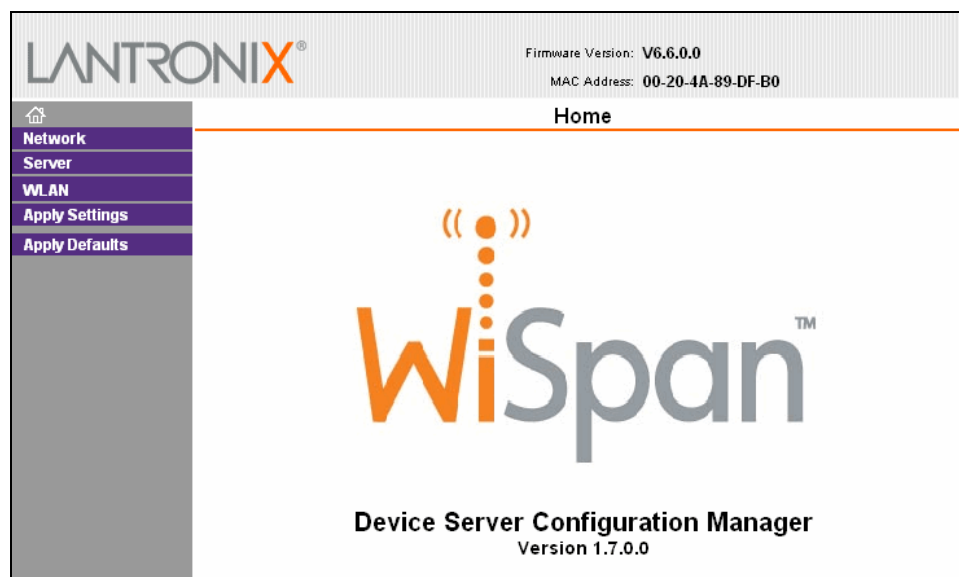 LANTRONIX®
Firmware Version: V6.6.0.0
MAC Address: 00-20-4A-89-DF-B0
Home
Network
Server
WLAN
Apply Settings
Apply Defaults
WiSpan™
Device Server Configuration Manager
Version 1.7.0.0